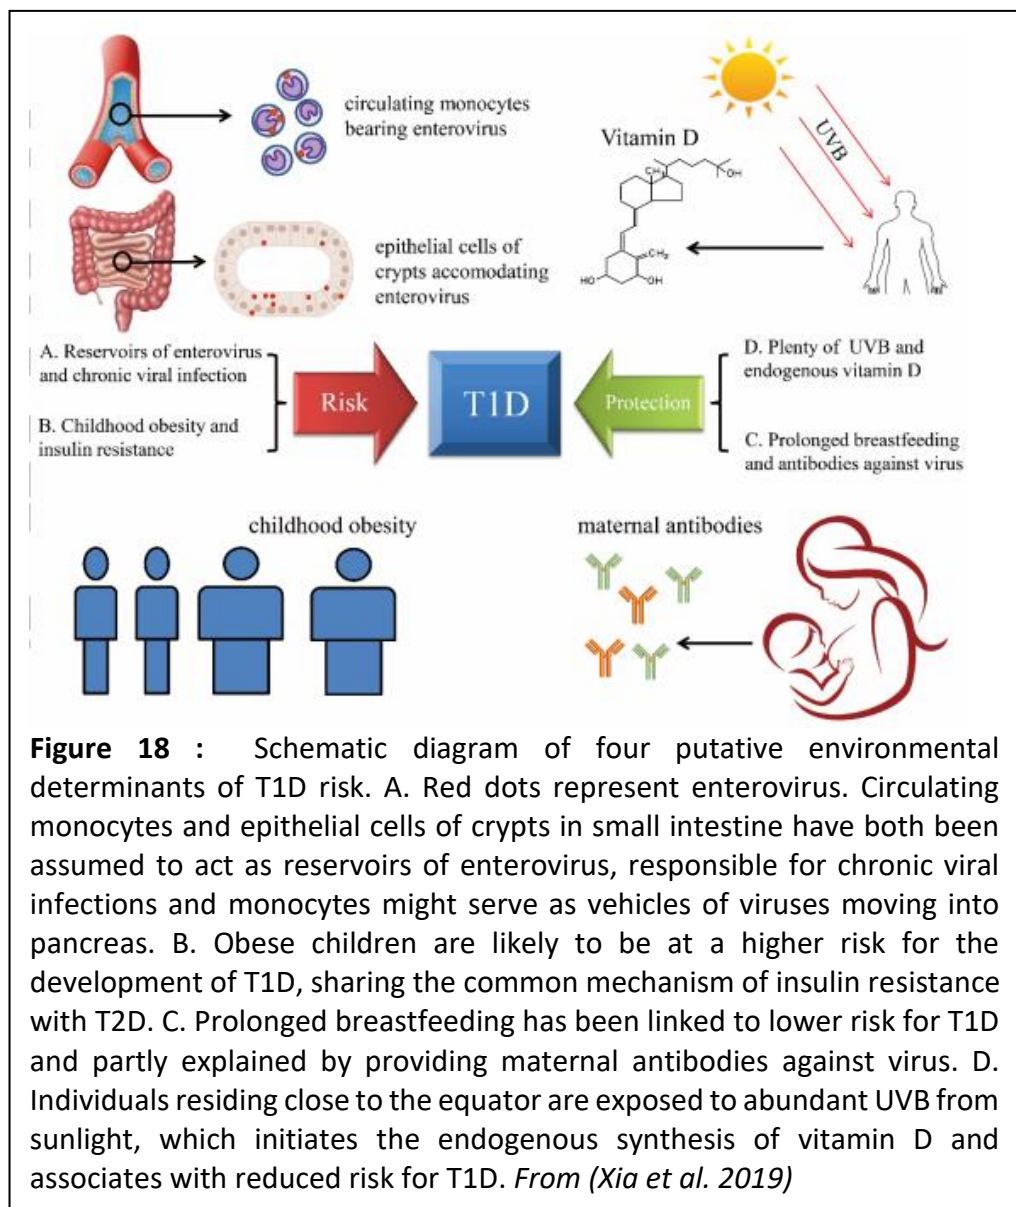 circulating monocytes
bearing enterovirus
Vitamin D
UVB
CH₃
OH
CH₂
HO
OH
epithelial cells of
crypts accomodating
enterovirus
A. Reservoirs of enterovirus
and chronic viral infection
B. Childhood obesity and
insulin resistance
Risk
T1D
Protection
D. Plenty of UVB and
endogenous vitamin D
C. Prolonged breastfeeding
and antibodies against virus
childhood obesity
maternal antibodies
Figure 18 : Schematic diagram of four putative environmental
determinants of T1D risk. A. Red dots represent enterovirus. Circulating
monocytes and epithelial cells of crypts in small intestine have both been
assumed to act as reservoirs of enterovirus, responsible for chronic viral
infections and monocytes might serve as vehicles of viruses moving into
pancreas. B. Obese children are likely to be at a higher risk for the
development of T1D, sharing the common mechanism of insulin resistance
with T2D. C. Prolonged breastfeeding has been linked to lower risk for T1D
and partly explained by providing maternal antibodies against virus. D.
Individuals residing close to the equator are exposed to abundant UVB from
sunlight, which initiates the endogenous synthesis of vitamin D and
associates with reduced risk for T1D. From (Xia et al. 2019)